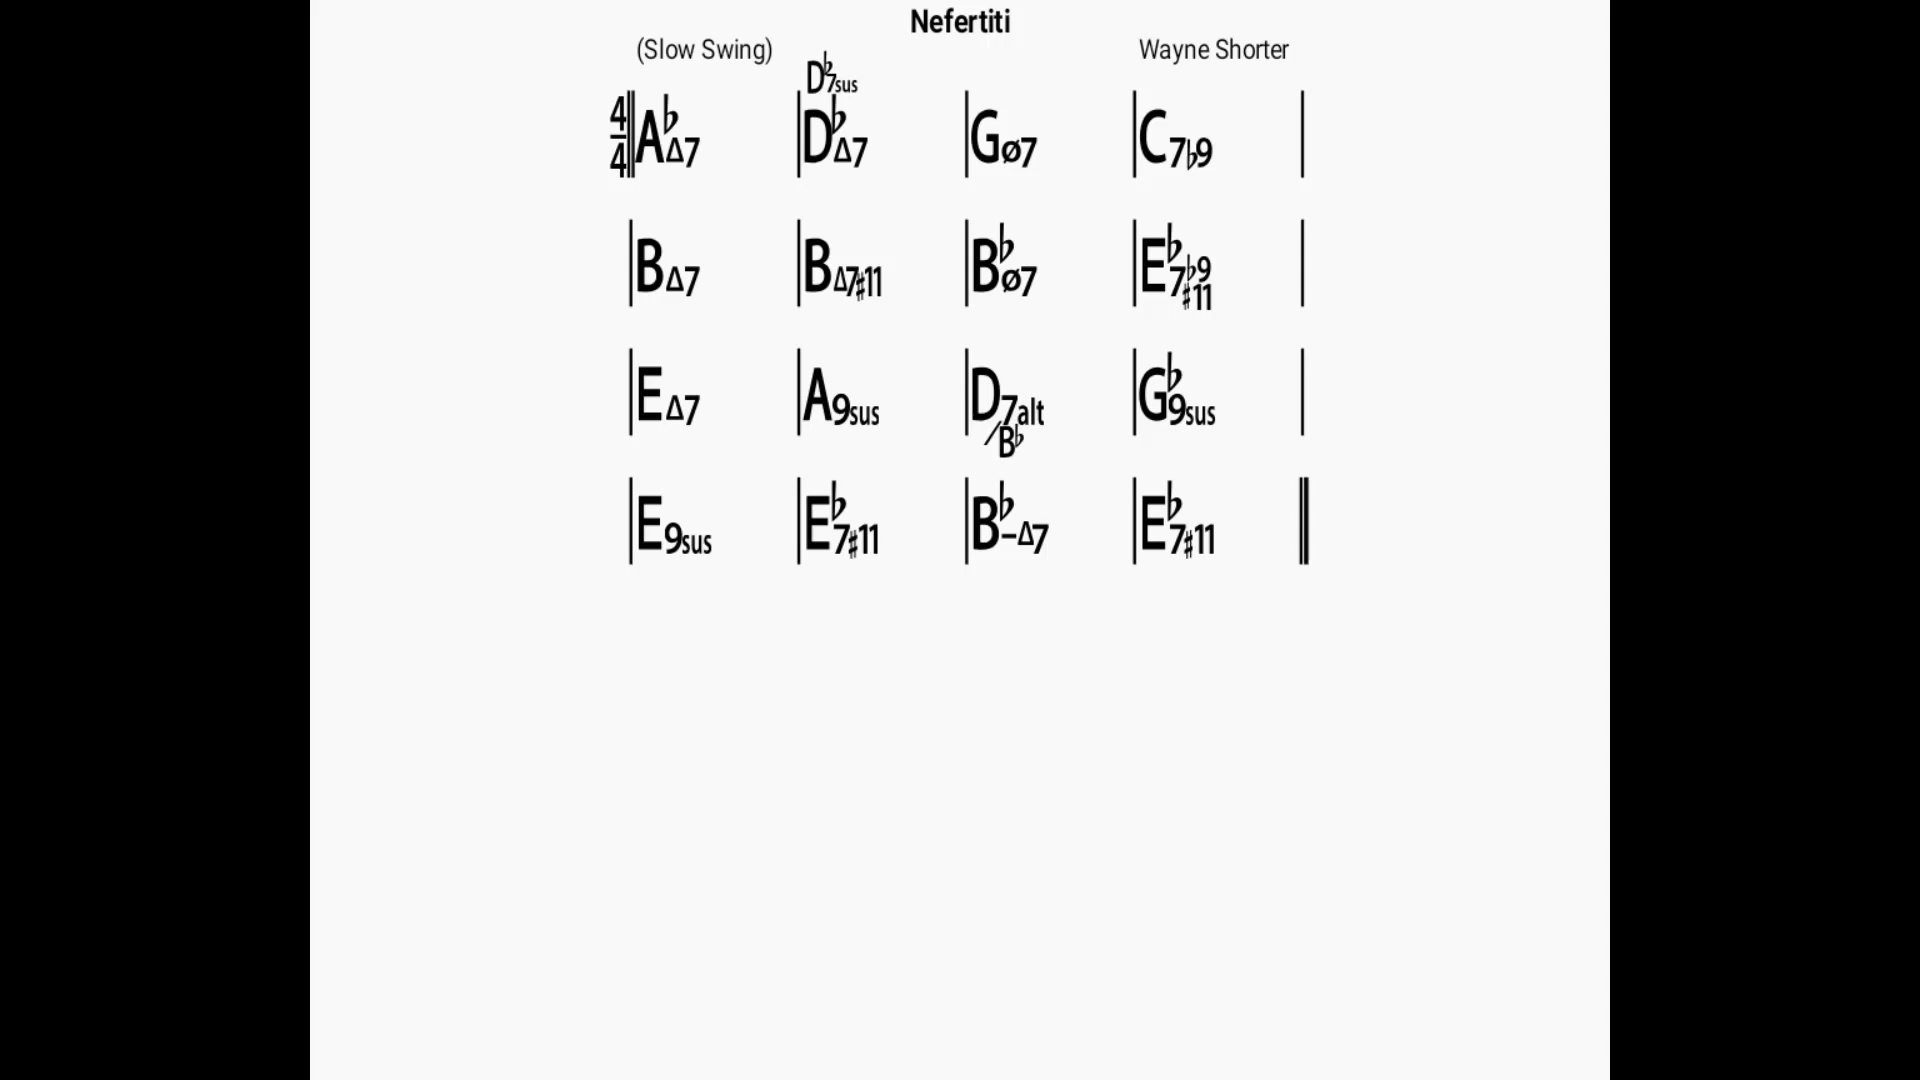 Nefertiti
(Slow Swing) Wayne Shorter
D♭7sus
4/4 A♭Δ7 D♭Δ7 Gø7 C7♭9
BΔ7 BΔ7♯11 B♭ø7 E♭7♭9♯11
EΔ7 A9sus D7alt/B♭ G♭9sus
E9sus E♭7♯11 B♭-Δ7 E♭7♯11